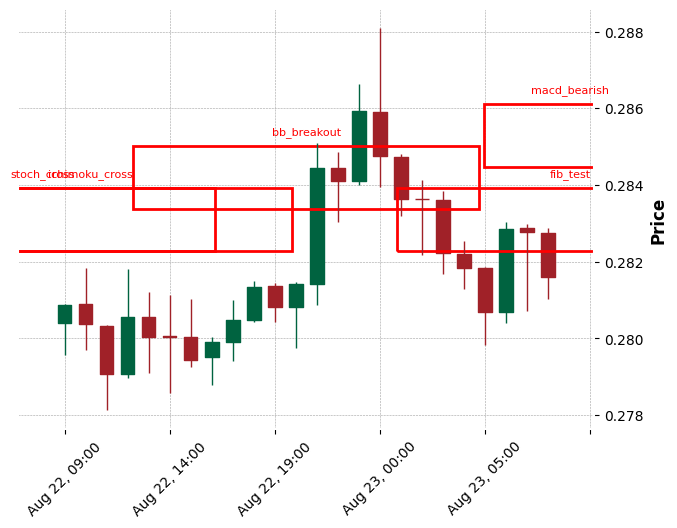 0.288
macd_bearish
0.286
bb_breakout
stoch_cross
ichimoku_cross
fib_test
0.284
Price
0.282
0.280
0.278
Aug 22, 09:00
Aug 22, 14:00
Aug 22, 19:00
Aug 23, 00:00
Aug 23, 05:00